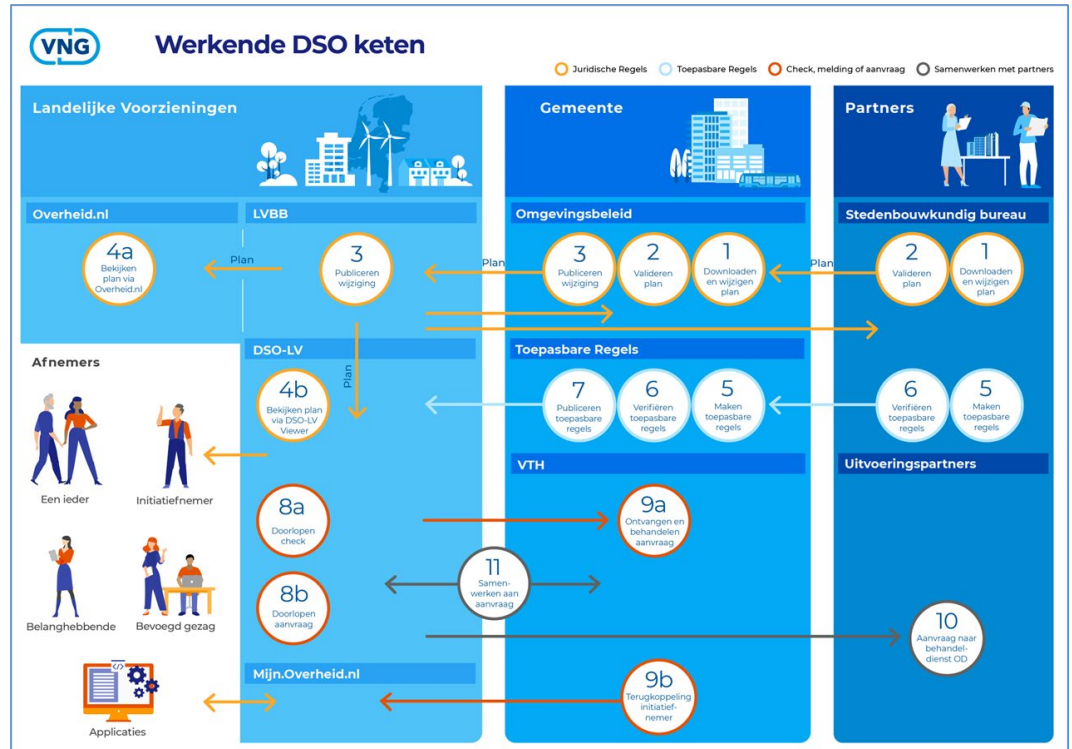 VNG
Werkende DSO keten
Juridische Regels
Toepasbare Regels
Check, melding of aanvraag
Samenwerken met partners
Landelijke Voorzieningen
Gemeente
Partners
Overheid.nl
LVBB
Omgevingsbeleid
Stedenbouwkundig bureau
4a
Bekijken
plan via
Overheid.nl
Plan
3
Publiceren
wijziging
Plan
3
Publiceren
wijziging
2
Valideren
plan
1
Downloaden
en wijzigen
plan
Plan
2
Valideren
plan
1
Downloaden
en wijzigen
plan
Plan
Afnemers
DSO-LV
Toepasbare Regels
4b
Bekijken plan
via DSO-LV
Viewer
7
Publiceren
toepasbare
regels
6
Verifiëren
toepasbare
regels
5
Maken
toepasbare
regels
6
Verifiëren
toepasbare
regels
5
Maken
toepasbare
regels
Een ieder
Initiatiefnemer
VTH
Uitvoeringspartners
8a
Doorlopen
check
9a
Ontvangen en
behandelen
aanvraag
11
Samen-
werken aan
aanvraag
8b
Doorlopen
aanvraag
10
Aanvraag naar
behandel-
dienst OD
Belanghebbende
Bevoegd gezag
Mijn.Overheid.nl
9b
Terugkoppeling
initiatief-
nemer
</>
Applicaties